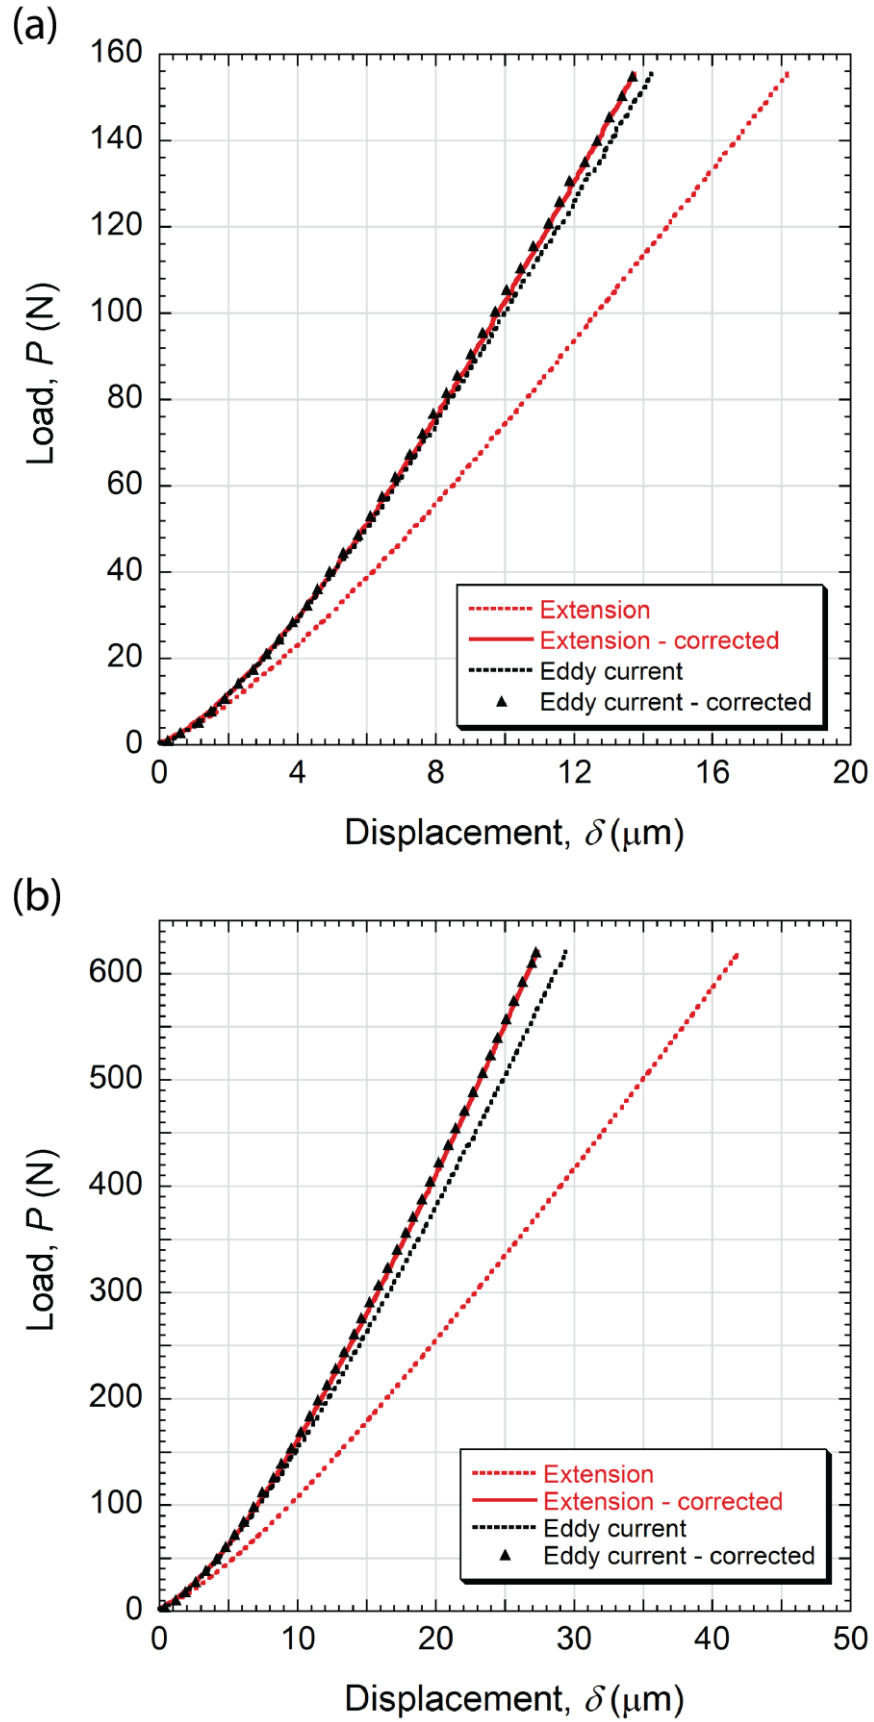 (a)
160
140
120
100
80
60
40
20
0
Load, P (N)
Extension
Extension - corrected
Eddy current
Eddy current - corrected
0 4 8 12 16 20
Displacement, δ (μm)
(b)
600
500
400
300
200
100
0
Load, P (N)
Extension
Extension - corrected
Eddy current
Eddy current - corrected
0 10 20 30 40 50
Displacement, δ (μm)